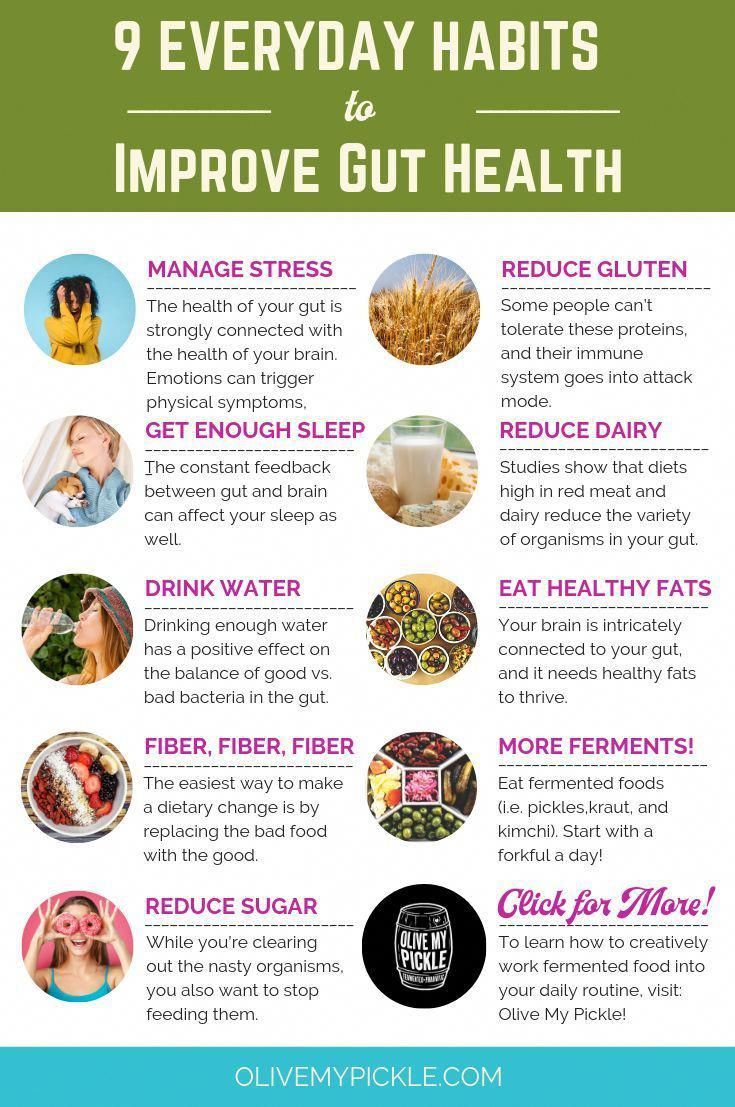 9 EVERYDAY HABITS
to
IMPROVE GUT HEALTH
MANAGE STRESS
The health of your gut is
strongly connected with
the health of your brain.
Emotions can trigger
physical symptoms,
GET ENOUGH SLEEP
The constant feedback
between gut and brain
can affect your sleep as
well.
DRINK WATER
Drinking enough water
has a positive effect on
the balance of good vs.
bad bacteria in the gut.
FIBER, FIBER, FIBER
The easiest way to make
a dietary change is by
replacing the bad food
with the good.
REDUCE SUGAR
While you're clearing
out the nasty organisms,
you also want to stop
feeding them.
REDUCE GLUTEN
Some people can't
tolerate these proteins,
and their immune
system goes into attack
mode.
REDUCE DAIRY
Studies show that diets
high in red meat and
dairy reduce the variety
of organisms in your gut.
EAT HEALTHY FATS
Your brain is intricately
connected to your gut,
and it needs healthy fats
to thrive.
MORE FERMENTS!
Eat fermented foods
(i.e. pickles,kraut, and
kimchi). Start with a
forkful a day!
OLIVE MY
PICKLE
FERMENTED•PROBIOTIC
Click for More!
To learn how to creatively
work fermented food into
your daily routine, visit:
Olive My Pickle!
OLIVEMYPICKLE.COM